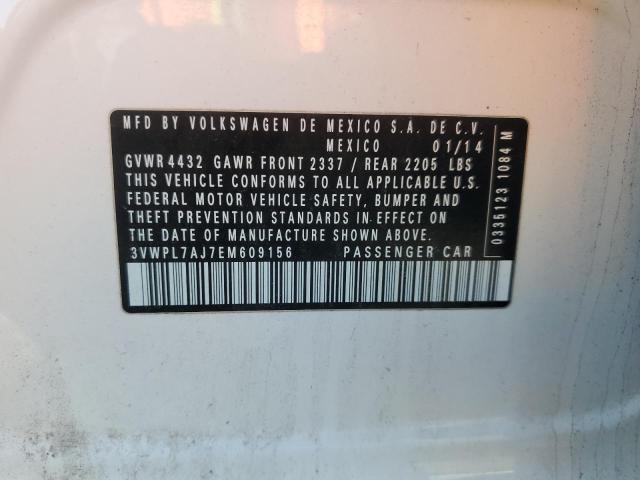 MFD BY VOLKSWAGEN DE MEXICO S.A. DE C.V.
MEXICO 01/14
GVWR 4432 GAWR FRONT 2337 / REAR 2205 LBS
THIS VEHICLE CONFORMS TO ALL APPLICABLE U.S.
FEDERAL MOTOR VEHICLE SAFETY, BUMPER AND
THEFT PREVENTION STANDARDS IN EFFECT ON
THE DATE OF MANUFACTURE SHOWN ABOVE.
3VWPL7AJ7EM609156 PASSENGER CAR
0335123 1084 M